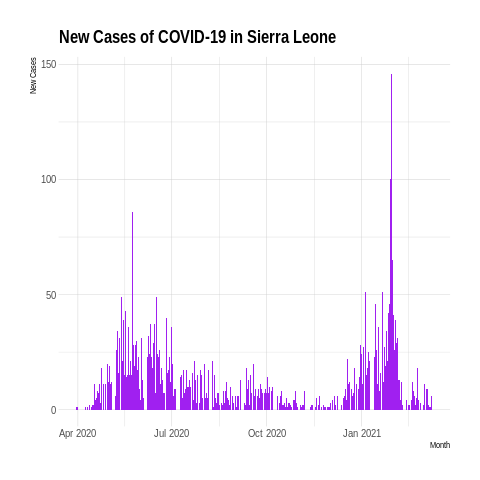 New Cases of COVID-19 in Sierra Leone
New Cases
150
100
50
0
Apr 2020
Jul 2020
Oct 2020
Jan 2021
Month